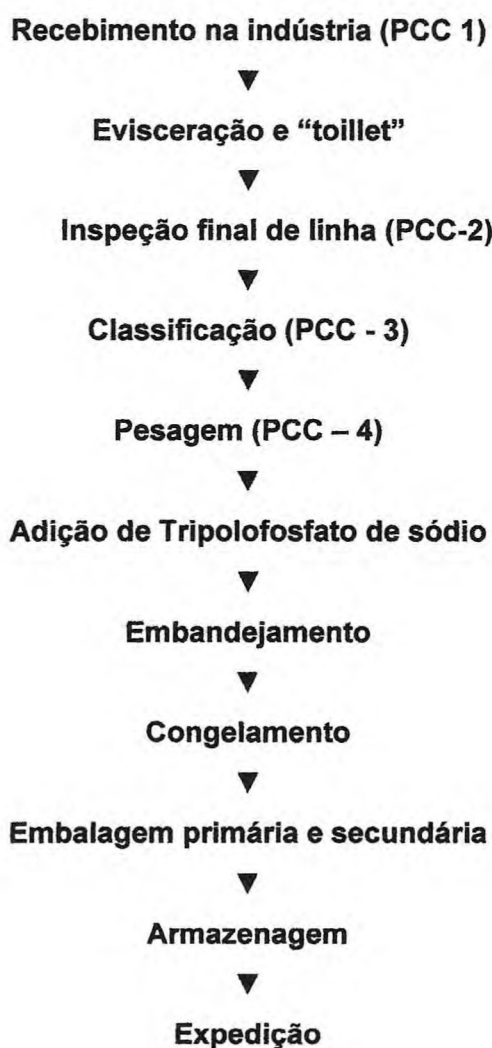 Recebimento na indústria (PCC 1)
Evisceração e “toillet”
Inspeção final de linha (PCC-2)
Classificação (PCC - 3)
Pesagem (PCC – 4)
Adição de Tripolofosfato de sódio
Embandejamento
Congelamento
Embalagem primária e secundária
Armazenagem
Expedição